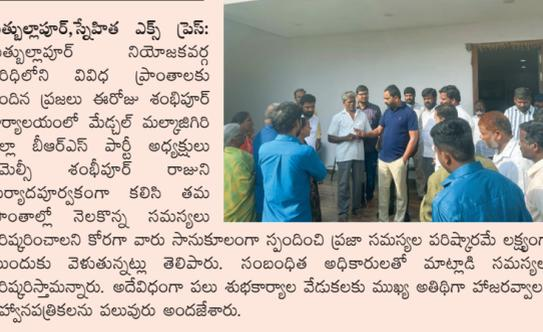 త్బుల్లాపూర్,స్నేహిత ఎక్స్ ప్రెస్:
త్బుల్లాపూర్ నియోజకవర్గ
రిధిలోని వివిధ ప్రాంతాలకు
ందిన ప్రజలు ఈరోజు శంభీపూర్
ార్యాలయంలో మేడ్చల్ మల్కాజిగిరి
ల్లా బీఆర్ఎస్ పార్టీ అధ్యక్షులు
మెల్సీ శంభీపూర్ రాజుని
ర్యాదపూర్వకంగా కలిసి తమ
ాంతాల్లో నెలకొన్న సమస్యలు
రిష్కరించాలని కోరగా వారు సానుకూలంగా స్పందించి ప్రజా సమస్యల పరిష్కారమే లక్ష్యంగ
ుందుకు వెళుతున్నట్లు తెలిపారు. సంబంధిత అధికారులతో మాట్లాడి సమస్యల
రిష్కరిస్తామన్నారు. అదేవిధంగా పలు శుభకార్యాల వేడుకలకు ముఖ్య అతిథిగా హాజరవ్వాల
హ్వానపత్రికలను పలువురు అందజేశారు.